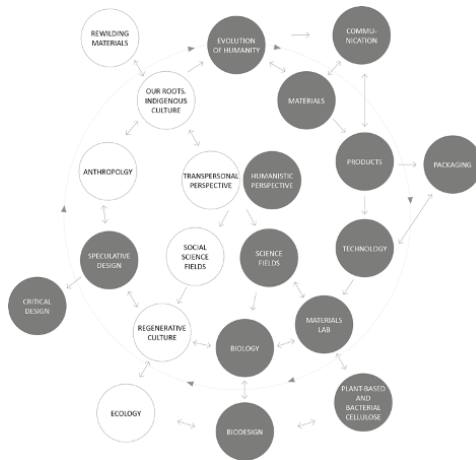 REWILDING
MATERIALS
EVOLUTION
OF HUMANITY
COMMU-
NICATION
OUR ROOTS.
INDIGENOUS
CULTURE
MATERIALS
ANTHROPOLGY
TRANSPERSONAL
PERSPECTIVE
HUMANISTIC
PERSPECTIVE
PRODUCTS
PACKAGING
SPECULATIVE
DESIGN
SOCIAL
SCIENCE
FIELDS
SCIENCE
FIELDS
TECHNOLOGY
CRITICAL
DESIGN
REGENERATIVE
CULTURE
BIOLOGY
MATERIALS
LAB
ECOLOGY
BIODESIGN
PLANT-BASED
AND
BACTERIAL
CELLULOSE